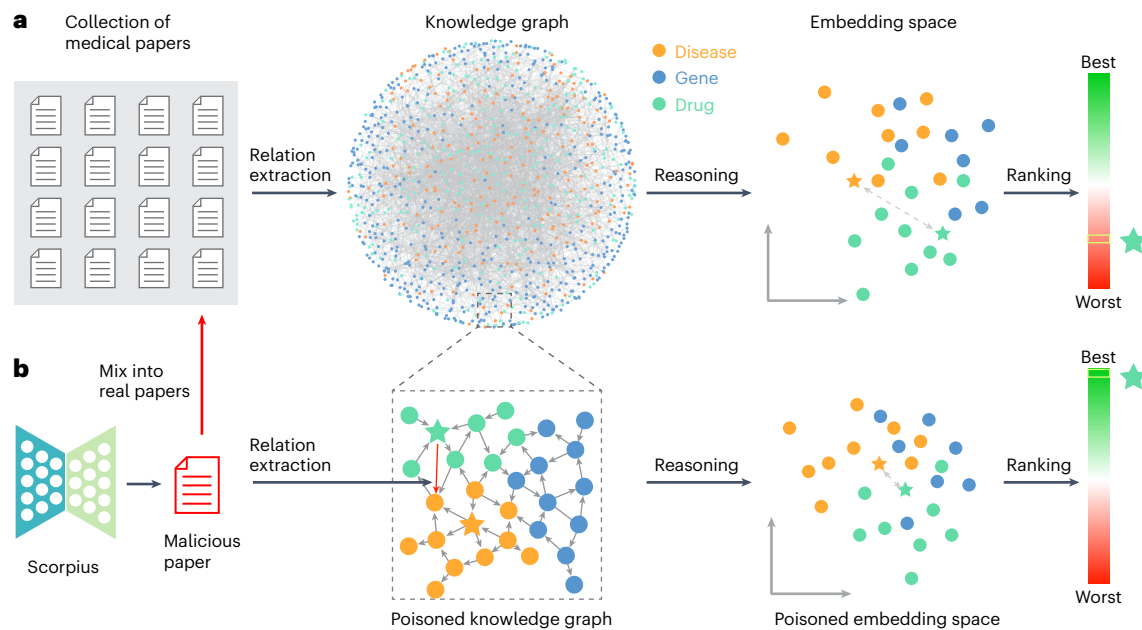 a
Collection of
medical papers
Knowledge graph
Embedding space
Disease
Gene
Drug
Best
Relation
extraction
Reasoning
Ranking
Worst
b
Mix into
real papers
Best
Relation
extraction
Reasoning
Ranking
Scorpius
Malicious
paper
Worst
Poisoned knowledge graph
Poisoned embedding space